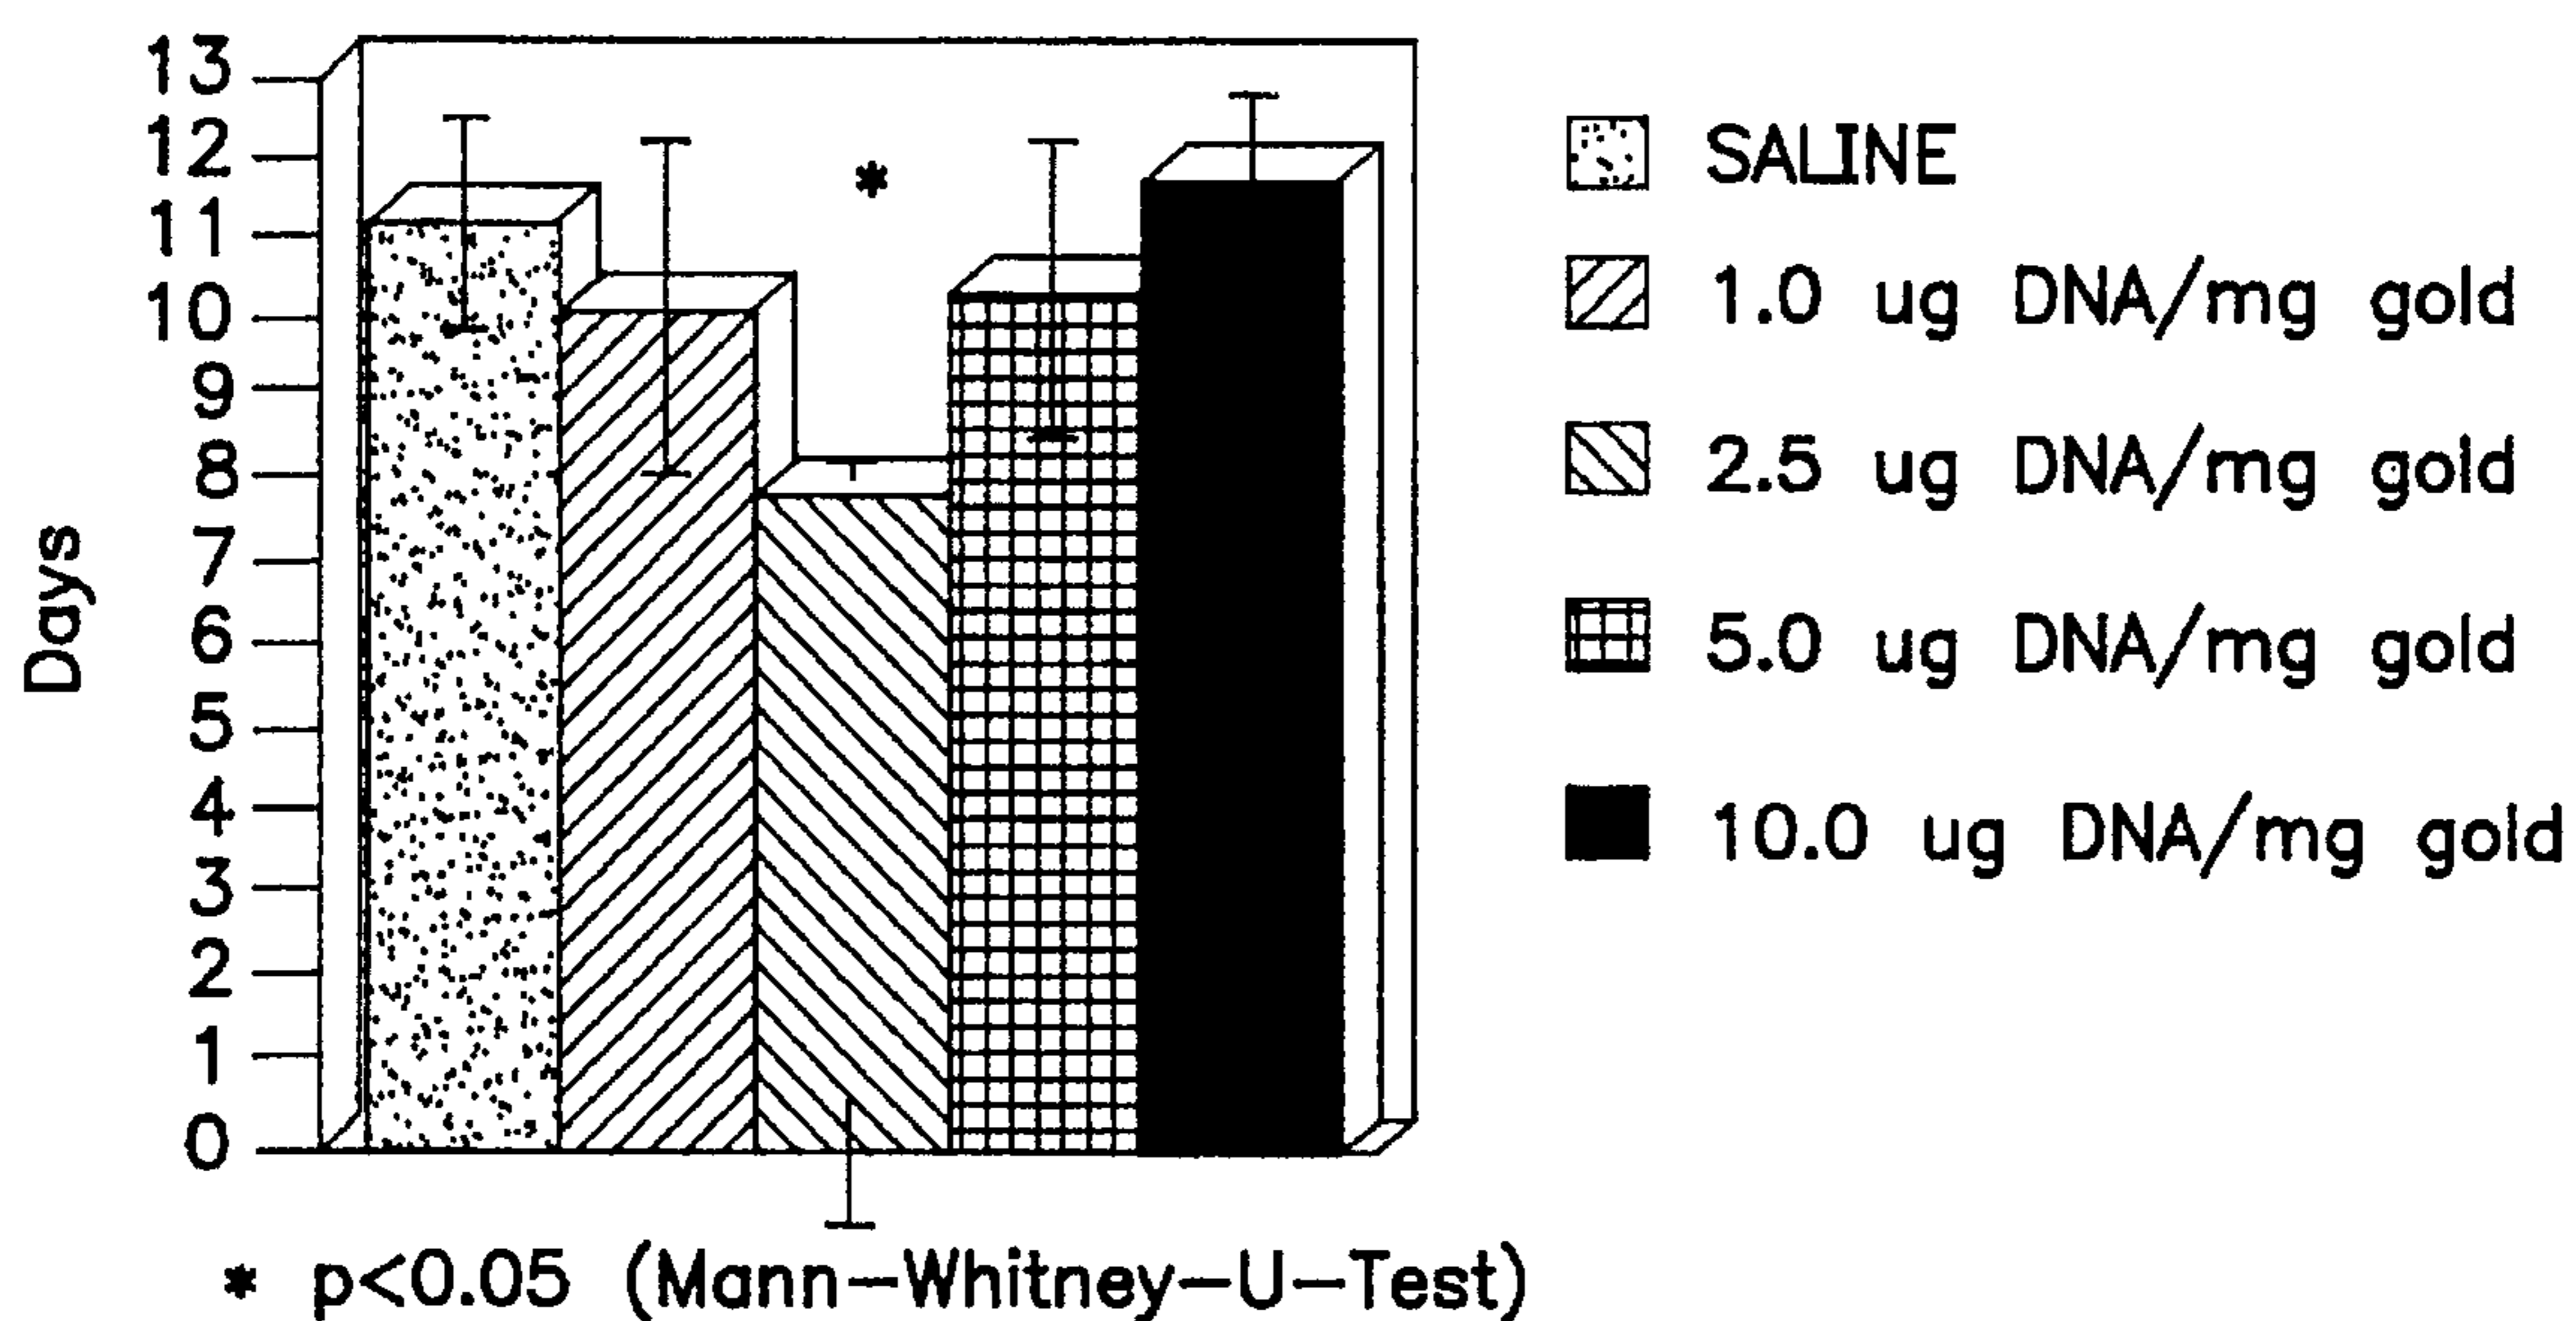 Days
13
12
11
10
9
8
7
6
5
4
3
2
1
0
*
SALINE
1.0 ug DNA/mg gold
2.5 ug DNA/mg gold
5.0 ug DNA/mg gold
10.0 ug DNA/mg gold
* p<0.05 (Mann-Whitney-U-Test)